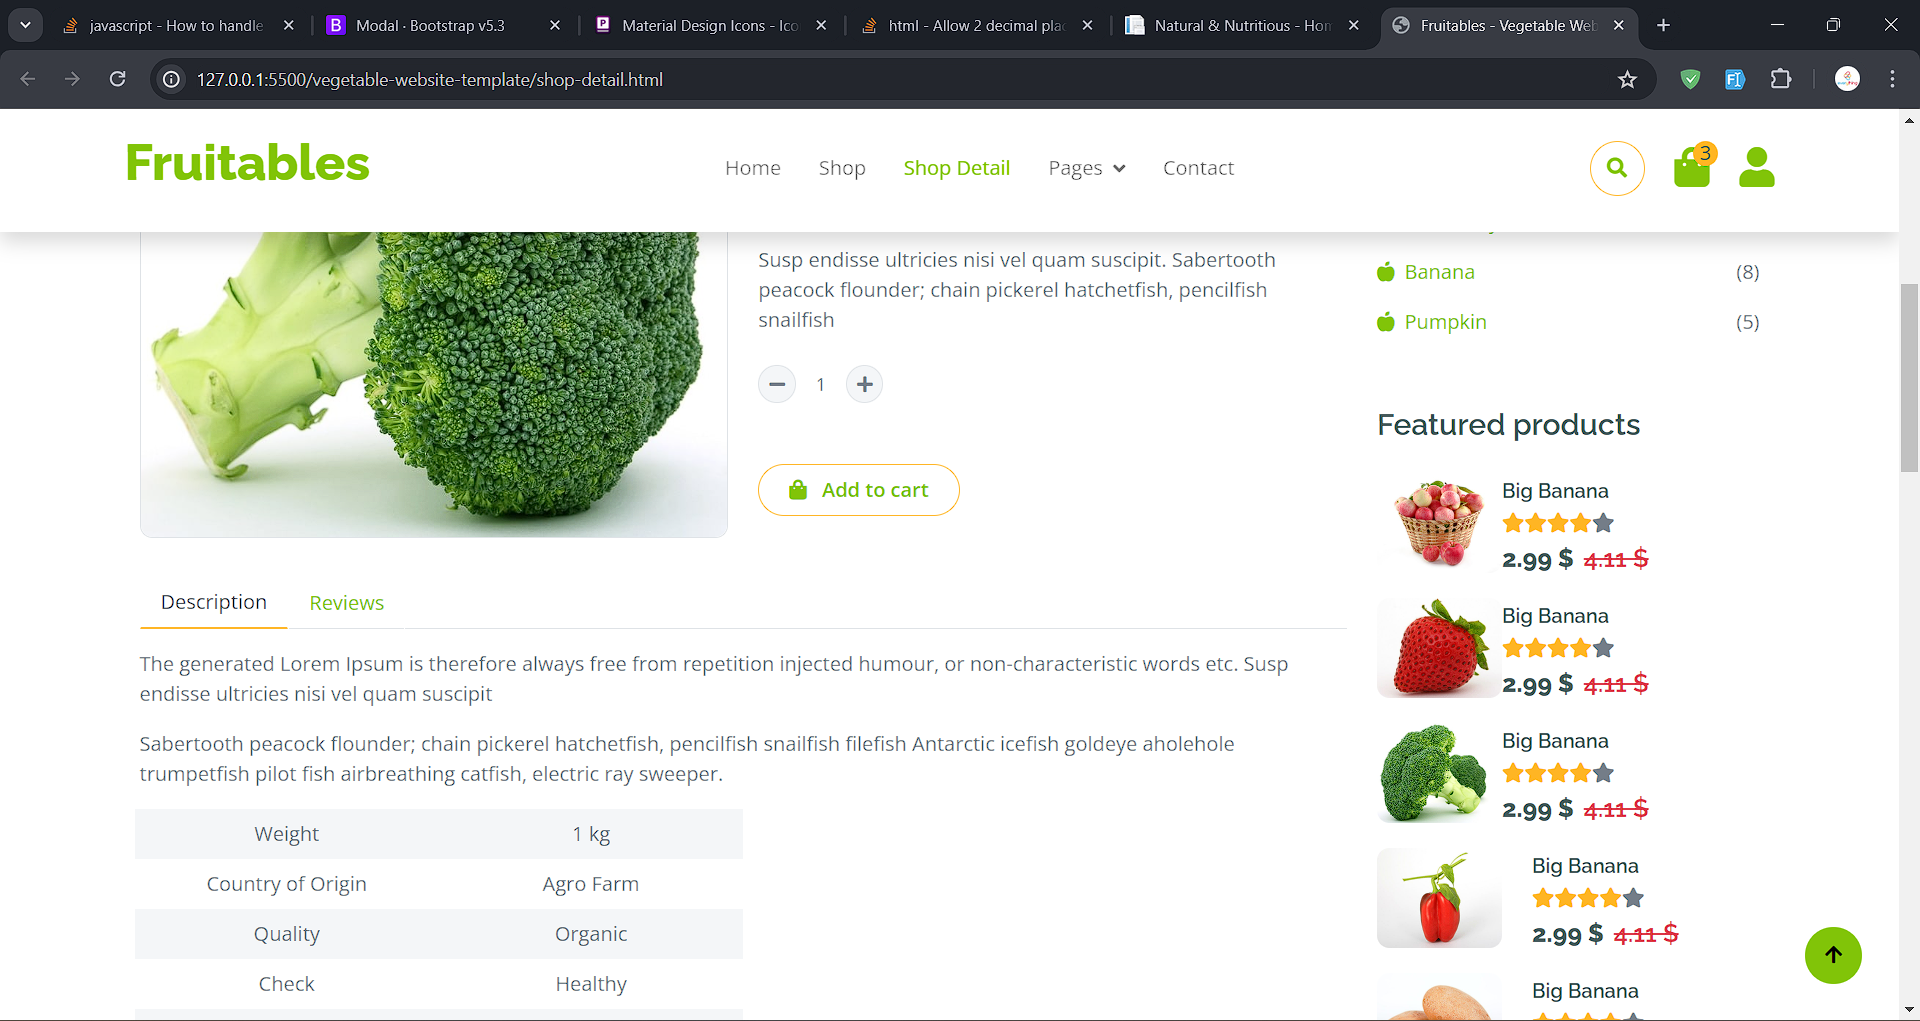 javascript - How to handle
Modal · Bootstrap v5.3
Material Design Icons - Ico
html - Allow 2 decimal plac
Natural & Nutritious - Hom
Fruitables - Vegetable Web
127.0.0.1:5500/vegetable-website-template/shop-detail.html
Fruitables
Home
Shop
Shop Detail
Pages
Contact
3
Susp endisse ultricies nisi vel quam suscipit. Sabertooth
peacock flounder; chain pickerel hatchetfish, pencilfish
snailfish
1
Add to cart
Banana (8)
Pumpkin (5)
Featured products
Big Banana
2.99 $ 4.11 $
Big Banana
2.99 $ 4.11 $
Big Banana
2.99 $ 4.11 $
Big Banana
2.99 $ 4.11 $
Big Banana
Description
Reviews
The generated Lorem Ipsum is therefore always free from repetition injected humour, or non-characteristic words etc. Susp
endisse ultricies nisi vel quam suscipit
Sabertooth peacock flounder; chain pickerel hatchetfish, pencilfish snailfish filefish Antarctic icefish goldeye aholehole
trumpetfish pilot fish airbreathing catfish, electric ray sweeper.
Weight 1 kg
Country of Origin Agro Farm
Quality Organic
Check Healthy